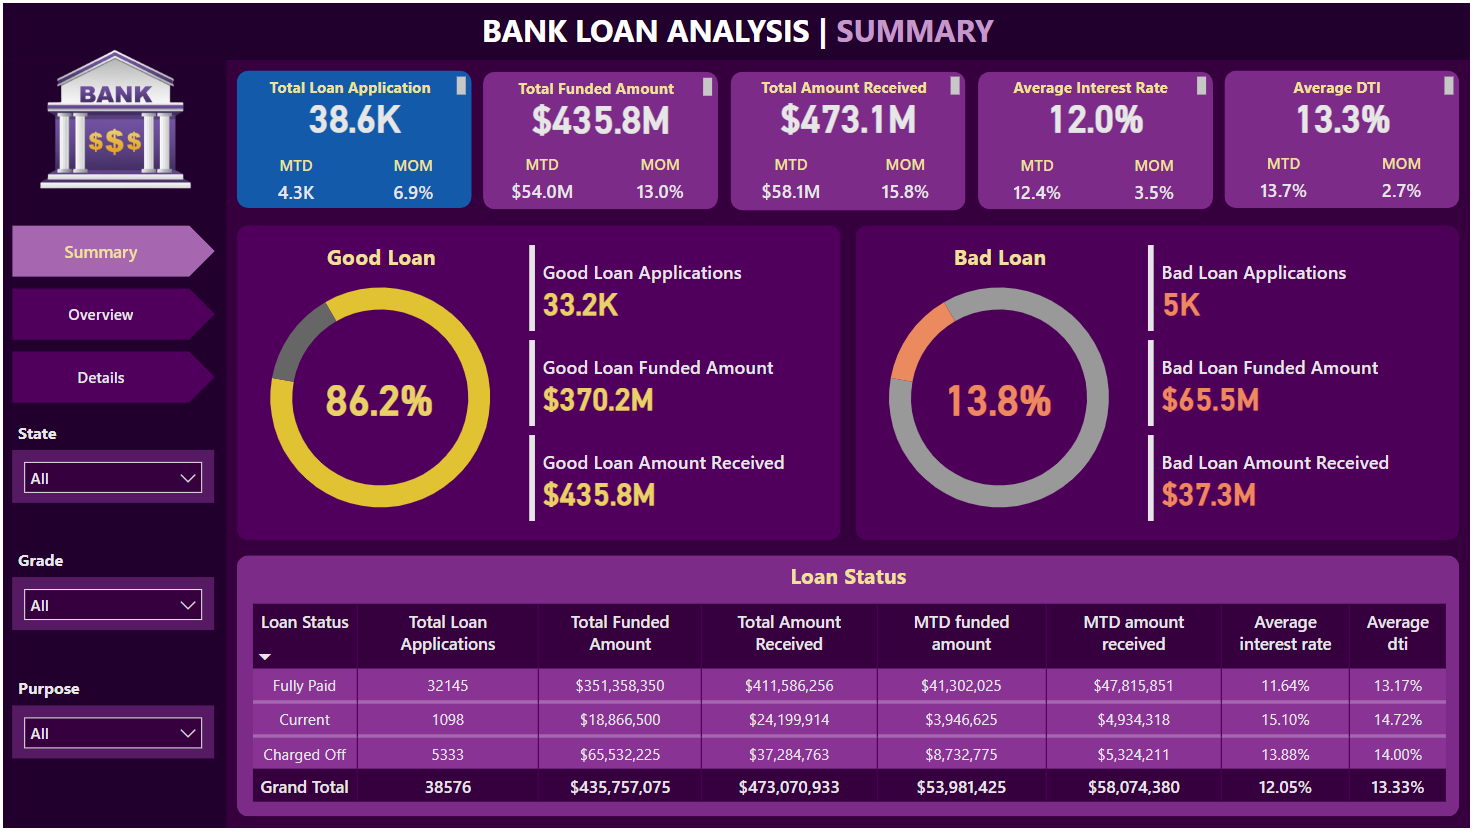 BANK LOAN ANALYSIS | SUMMARY
BANK
$$$
Summary
Overview
Details
State
All
Grade
All
Purpose
All
Total Loan Application
38.6K
MTD MOM
4.3K 6.9%
Total Funded Amount
$435.8M
MTD MOM
$54.0M 13.0%
Total Amount Received
$473.1M
MTD MOM
$58.1M 15.8%
Average Interest Rate
12.0%
MTD MOM
12.4% 3.5%
Average DTI
13.3%
MTD MOM
13.7% 2.7%
Good Loan
86.2%
Good Loan Applications
33.2K
Good Loan Funded Amount
$370.2M
Good Loan Amount Received
$435.8M
Bad Loan
13.8%
Bad Loan Applications
5K
Bad Loan Funded Amount
$65.5M
Bad Loan Amount Received
$37.3M
Loan Status
Loan Status Total Loan Applications Total Funded Amount Total Amount Received MTD funded amount MTD amount received Average interest rate Average dti
Fully Paid 32145 $351,358,350 $411,586,256 $41,302,025 $47,815,851 11.64% 13.17%
Current 1098 $18,866,500 $24,199,914 $3,946,625 $4,934,318 15.10% 14.72%
Charged Off 5333 $65,532,225 $37,284,763 $8,732,775 $5,324,211 13.88% 14.00%
Grand Total 38576 $435,757,075 $473,070,933 $53,981,425 $58,074,380 12.05% 13.33%